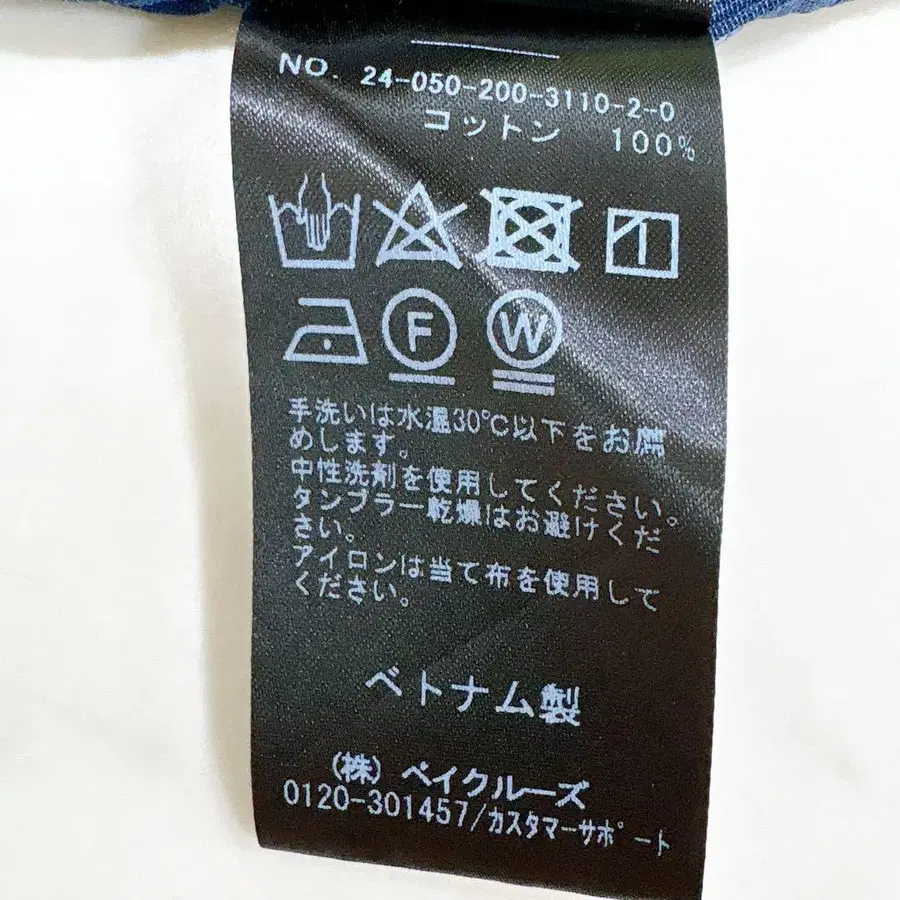 NO. 24-050-200-3110-2-0
コットン 100%
F W
手洗いは水温30℃以下をお薦
めします。
中性洗剤を使用してください。
タンブラー乾燥はお避けくだ
さい。
アイロンは当て布を使用して
ください。
ベトナム製
(株) ベイクルーズ
0120-301457/カスタマーサポート